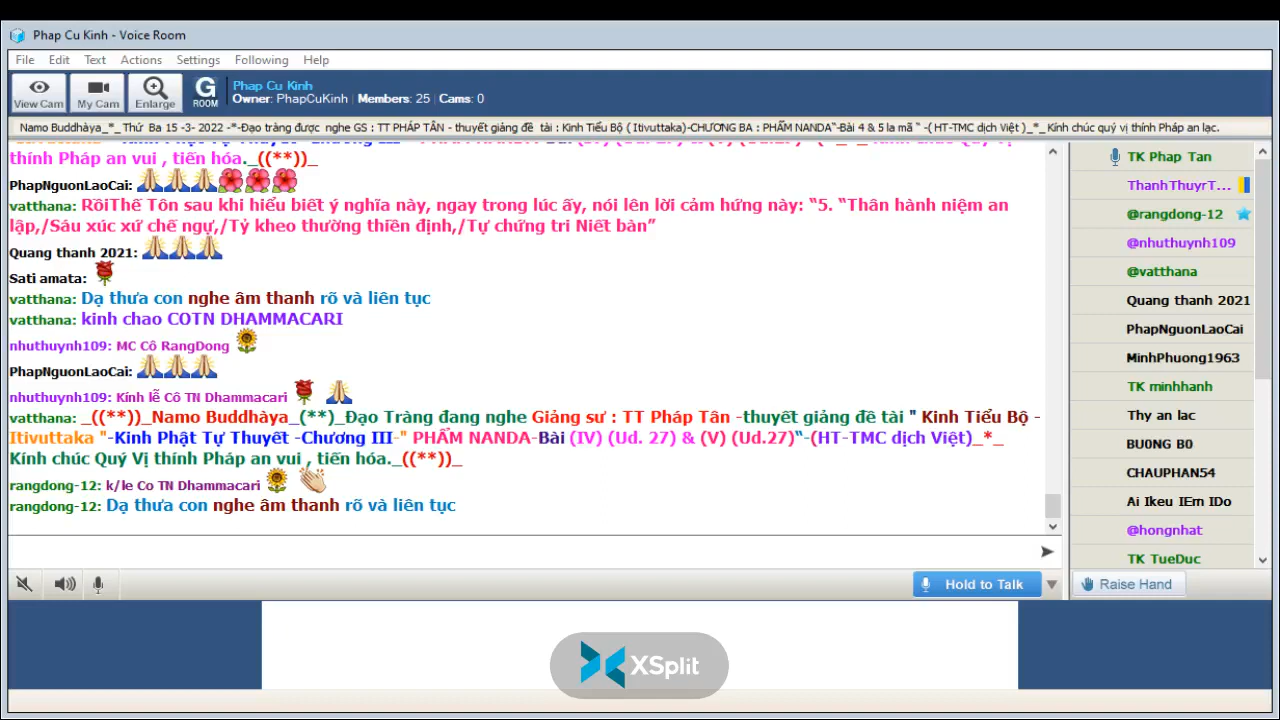 Phap Cu Kinh - Voice Room
File Edit Text Actions Settings Following Help
View Cam
My Cam
Enlarge
G
ROOM
Phap Cu Kinh
Owner: PhapCuKinh | Members: 25 | Cams: 0
Namo Buddhàya_*_ Thứ Ba 15 -3- 2022 -*-Đạo tràng được nghe GS : TT PHÁP TÂN - thuyết giảng đề tài : Kinh Tiểu Bộ ( Itivuttaka)-CHƯƠNG BA : PHẨM NANDA"-Bài 4 & 5 la mã " -( HT-TMC dịch Việt )_*_ Kính chúc quý vị thính Pháp an lạc.
thính Pháp an vui , tiến hóa._((**))_
PhapNguonLaoCai:
vatthana: RồiThế Tôn sau khi hiểu biết ý nghĩa này, ngay trong lúc ấy, nói lên lời cảm hứng này: "5. "Thân hành niệm an
lập,/Sáu xúc xứ chế ngự,/Tỷ kheo thường thiền định,/Tự chứng tri Niết bàn"
Quang thanh 2021:
Sati amata:
vatthana: Dạ thưa con nghe âm thanh rõ và liên tục
vatthana: kinh chao COTN DHAMMACARI
nhuthuynh109: MC Cô RangDong
PhapNguonLaoCai:
nhuthuynh109: Kính lễ Cô TN Dhammacari
vatthana: _((**))_Namo Buddhàya_(**)_Đạo Tràng đang nghe Giảng sư : TT Pháp Tân -thuyết giảng đề tài " Kinh Tiểu Bộ -
Itivuttaka "-Kinh Phật Tự Thuyết -Chương III-" PHẨM NANDA-Bài (IV) (Ud. 27) & (V) (Ud.27)"-(HT-TMC dịch Việt)_*_
Kính chúc Quý Vị thính Pháp an vui , tiến hóa._((**))_
rangdong-12: k/le Co TN Dhammacari
rangdong-12: Dạ thưa con nghe âm thanh rõ và liên tục
TK Phap Tan
ThanhThuyrT...
@rangdong-12
@nhuthuynh109
@vatthana
Quang thanh 2021
PhapNguonLaoCai
MinhPhuong1963
TK minhhanh
Thy an lac
BU0NG B0
CHAUPHAN54
Ai Ikeu IEm IDo
@hongnhat
TK TueDuc
Hold to Talk
Raise Hand
XSplit